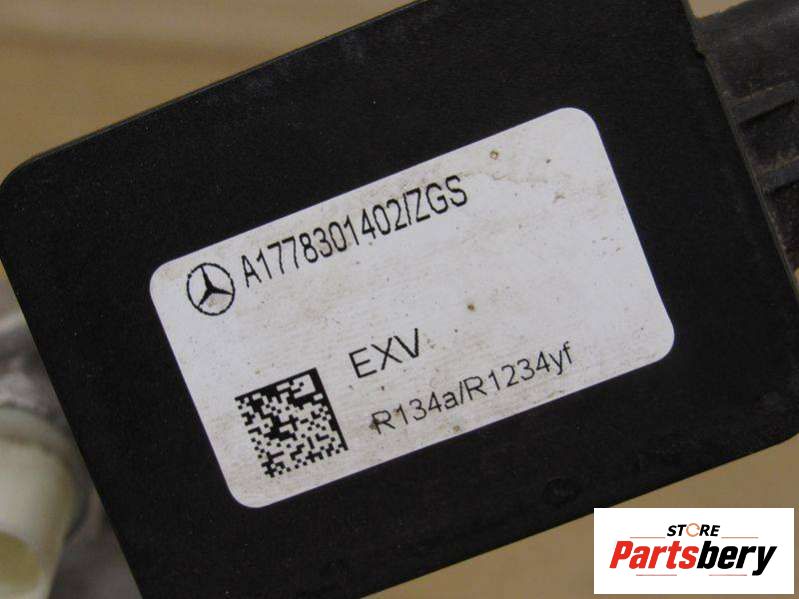 A1778301402/ZGS
EXV
R134a/R1234yf
STORE
Partsbery